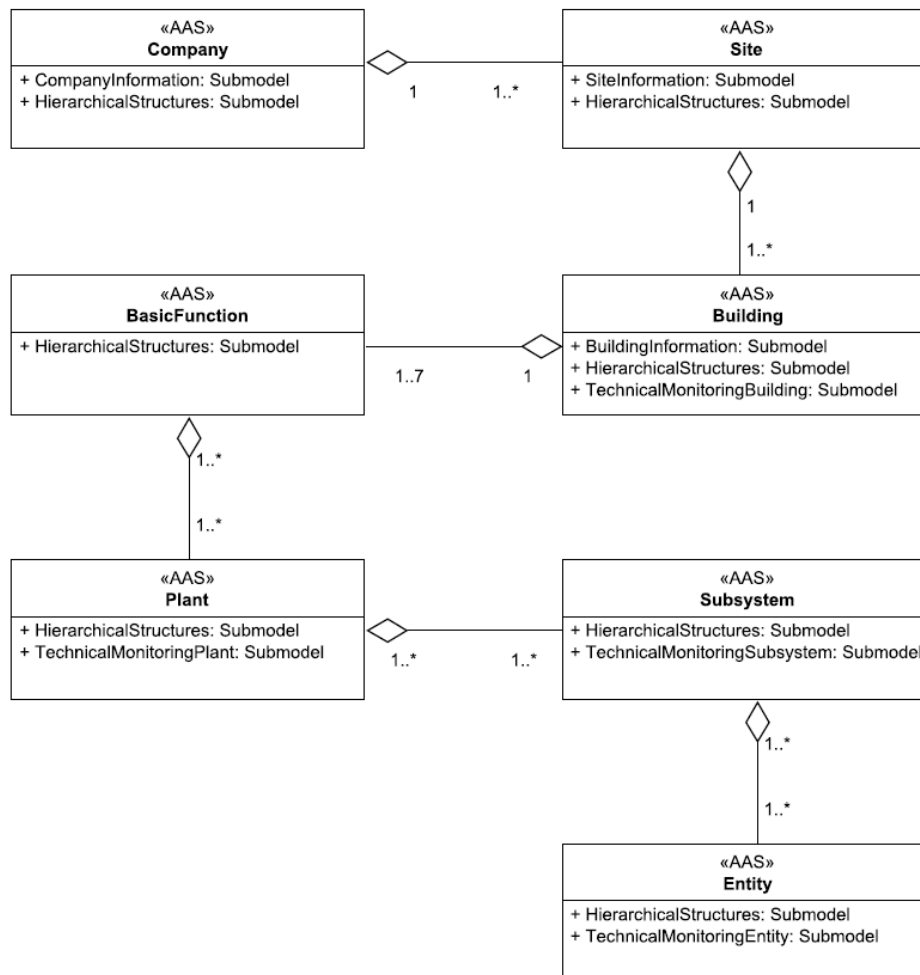 «AAS»
Company
+ CompanyInformation: Submodel
+ HierarchicalStructures: Submodel
1
1..*
«AAS»
Site
+ SiteInformation: Submodel
+ HierarchicalStructures: Submodel
1
1..*
«AAS»
Building
+ BuildingInformation: Submodel
+ HierarchicalStructures: Submodel
+ TechnicalMonitoringBuilding: Submodel
1
1..7
«AAS»
BasicFunction
+ HierarchicalStructures: Submodel
1..*
1..*
«AAS»
Plant
+ HierarchicalStructures: Submodel
+ TechnicalMonitoringPlant: Submodel
1..*
1..*
«AAS»
Subsystem
+ HierarchicalStructures: Submodel
+ TechnicalMonitoringSubsystem: Submodel
1..*
1..*
«AAS»
Entity
+ HierarchicalStructures: Submodel
+ TechnicalMonitoringEntity: Submodel